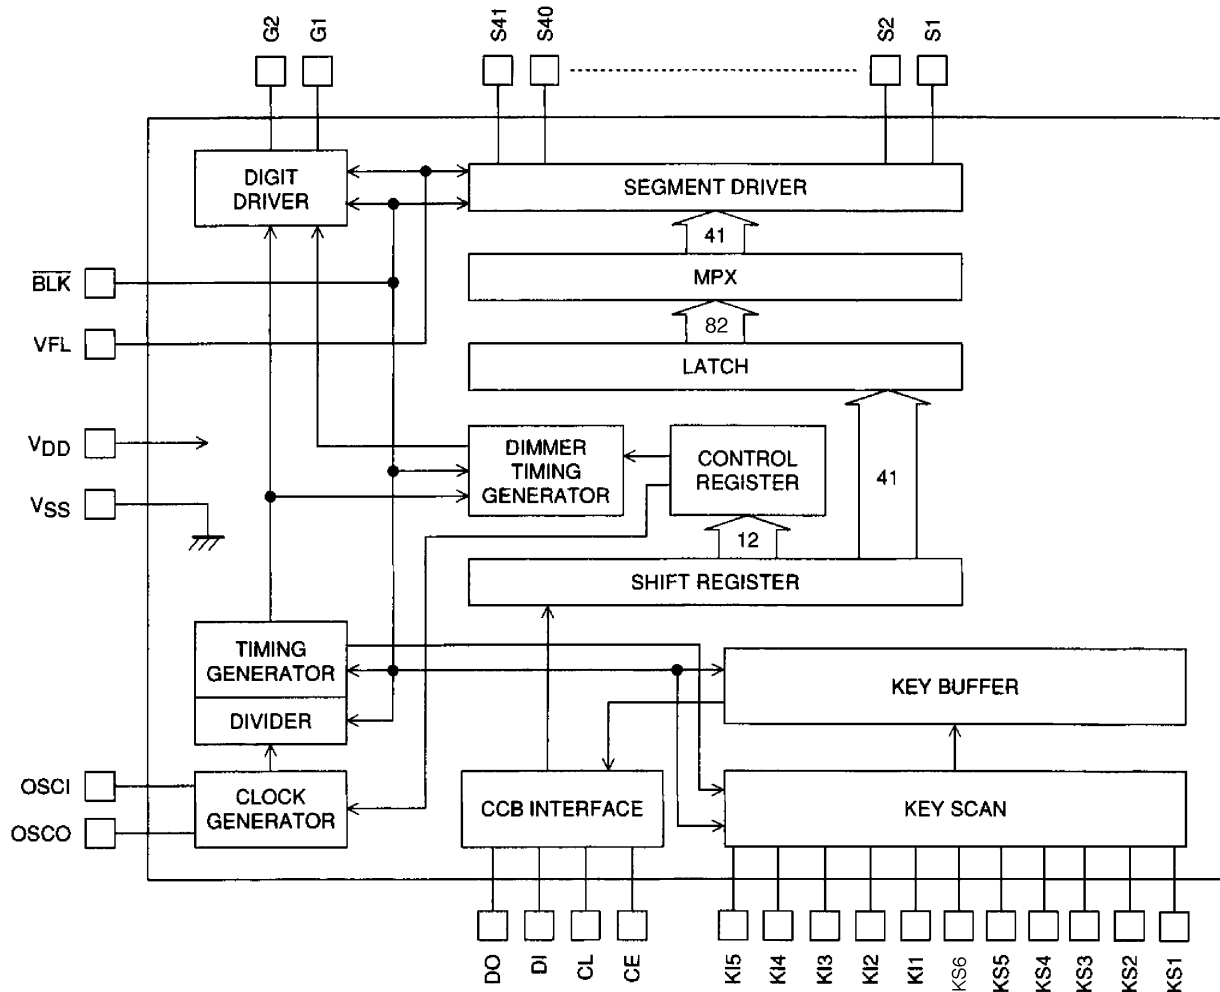 G2
G1
S41
S40
S2
S1
DIGIT
DRIVER
SEGMENT DRIVER
41
BLK
MPX
82
VFL
LATCH
VDD
DIMMER
TIMING
GENERATOR
CONTROL
REGISTER
41
VSS
12
SHIFT REGISTER
TIMING
GENERATOR
KEY BUFFER
DIVIDER
OSCI
CLOCK
GENERATOR
CCB INTERFACE
KEY SCAN
OSCO
DO
DI
CL
CE
KI5
KI4
KI3
KI2
KI1
KS6
KS5
KS4
KS3
KS2
KS1